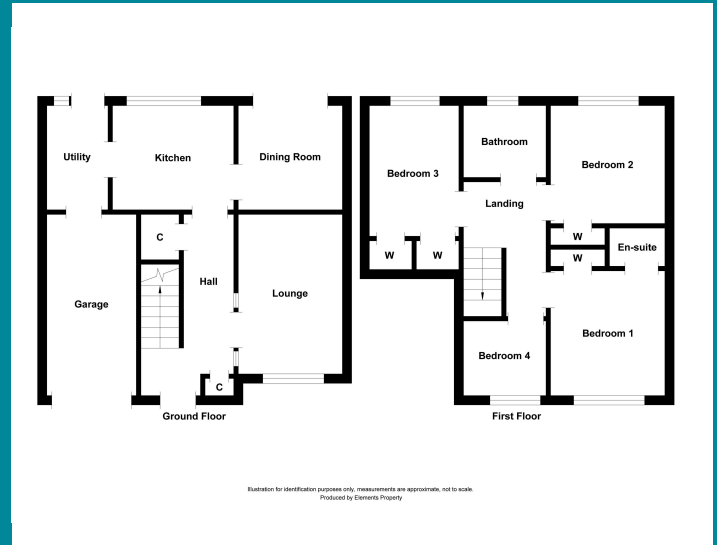 Utility
Kitchen
Dining Room
C
Hall
Garage
Lounge
C
Ground Floor
Bedroom 3
Bathroom
Bedroom 2
Landing
W
W
W
En-suite
W
Bedroom 1
Bedroom 4
First Floor
Illustration for identification purposes only, measurements are approximate, not to scale.
Produced by Elements Property